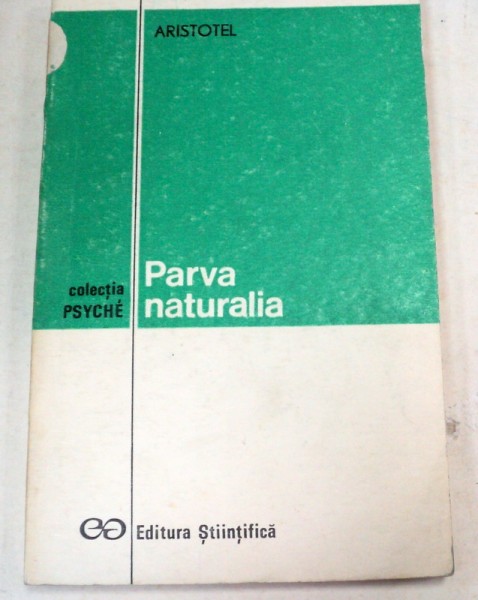 ARISTOTEL
Parva
naturalia
colecția
PSYCHÉ
Editura Științifică